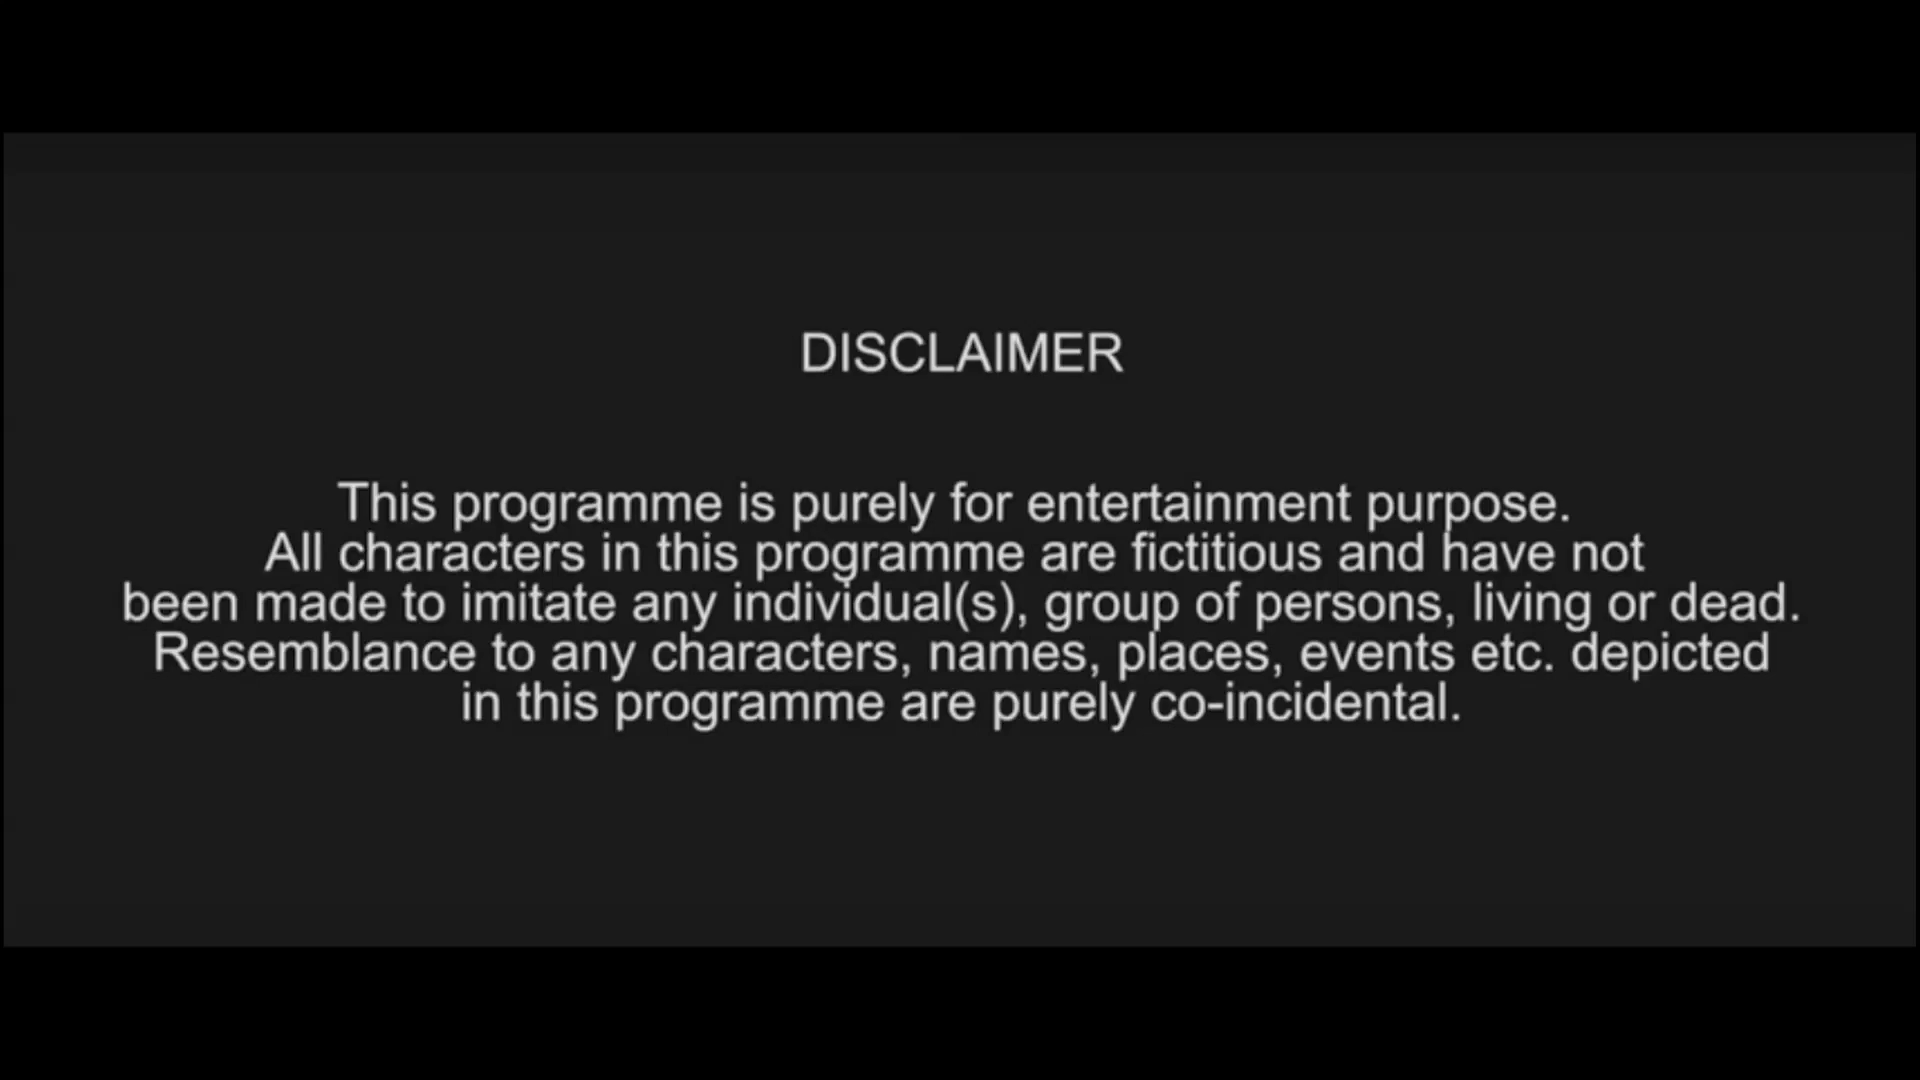 DISCLAIMER
This programme is purely for entertainment purpose.
All characters in this programme are fictitious and have not
been made to imitate any individual(s), group of persons, living or dead.
Resemblance to any characters, names, places, events etc. depicted
in this programme are purely co-incidental.